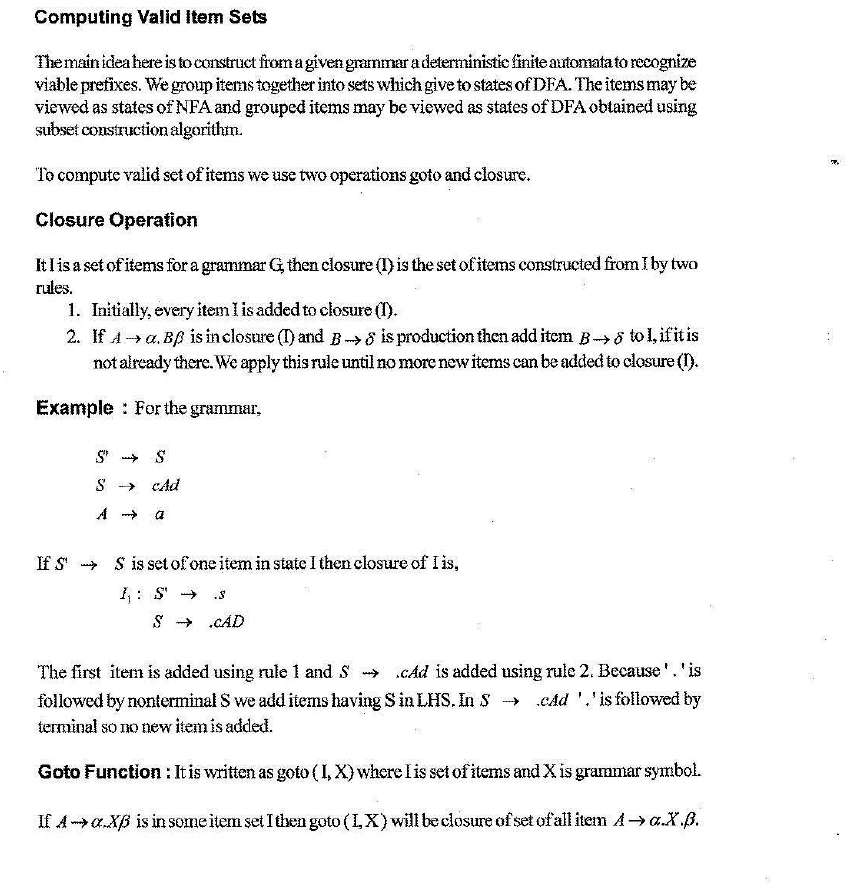 Computing Valid Item Sets
The main idea here is to construct from a given grammar a deterministic finite automata to recognize
viable prefixes. We group items together into sets which give to states of DFA. The items may be
viewed as states of NFA and grouped items may be viewed as states of DFA obtained using
subset construction algorithm.
To compute valid set of items we use two operations goto and closure.
Closure Operation
It I is a set of items for a grammar G, then closure (I) is the set of items constructed from I by two
rules.
1. Initially, every item I is added to closure (I).
2. If A → α.Bβ is in closure (I) and B → δ is production then add item B → δ to I, if it is
not already there. We apply this rule until no more new items can be added to closure (I).
Example : For the grammar,
S' → S
S → cAd
A → a
If S' → S is set of one item in state I then closure of I is,
I₁ : S' → .s
S → .cAD
The first item is added using rule 1 and S → .cAd is added using rule 2. Because '.' is
followed by nonterminal S we add items having S in LHS. In S → .cAd '.' is followed by
terminal so no new item is added.
Goto Function : It is written as goto ( I, X) where I is set of items and X is grammar symbol.
If A → α.Xβ is in some item set I then goto ( I, X) will be closure of set of all item A → α.X.β.